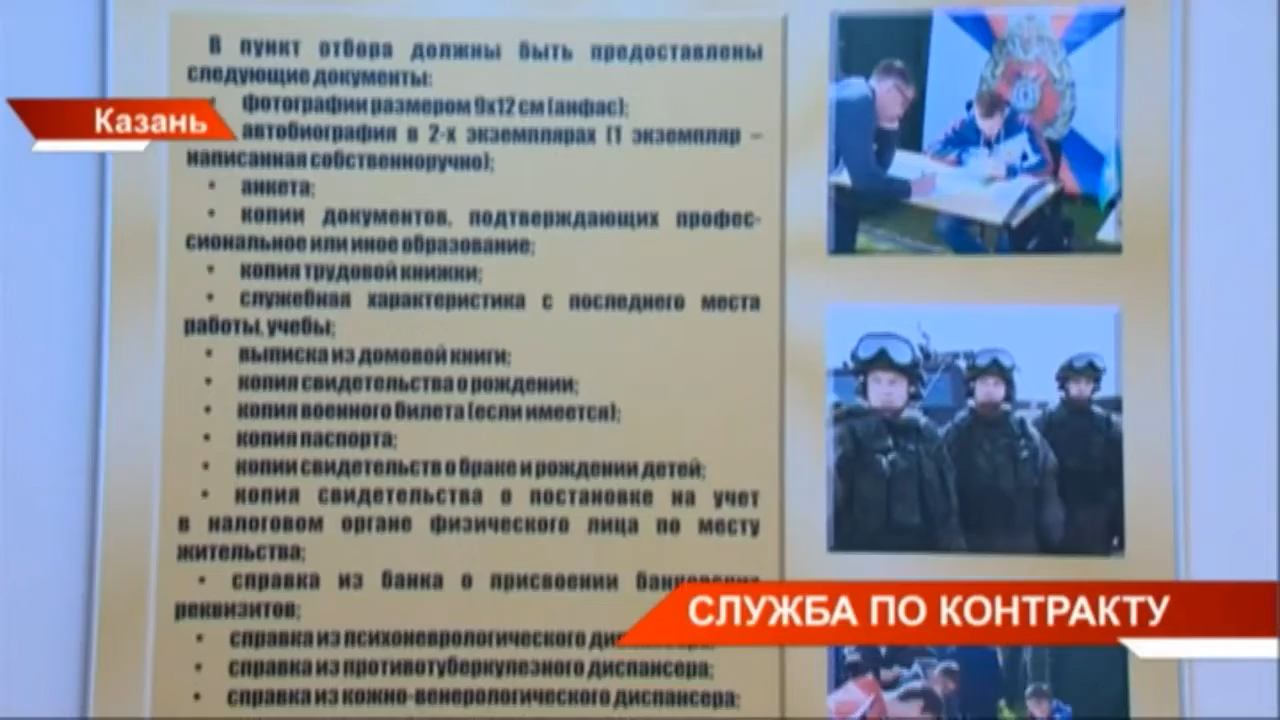 В пункт отбора должны быть предоставлены
следующие документы:
• фотографии размером 9х12 см (анфас);
Казань
автобиография в 2-х экземплярах (1 экземпляр –
написанная собственноручно);
• анкета;
• копии документов, подтверждающих профес-
сиональное или иное образование;
• копия трудовой книжки;
• служебная характеристика с последнего места
работы, учебы;
• выписка из домовой книги;
• копия свидетельства о рождении;
• копия военного билета (если имеется);
• копия паспорта;
• копии свидетельств о браке и рождении детей;
• копия свидетельства о постановке на учет
в налоговом органе физического лица по месту
жительства;
• справка из банка о присвоении банковских
реквизитов;
СЛУЖБА ПО КОНТРАКТУ
• справка из психоневрологического диспансера;
• справка из противотуберкулезного диспансера;
• справка из кожно-венерологического диспансера;